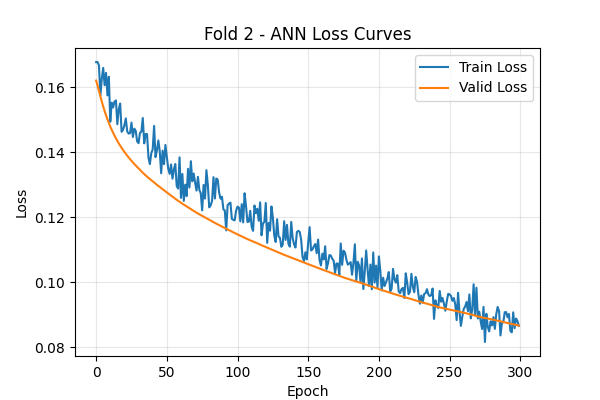 Fold 2 - ANN Loss Curves
Train Loss
Valid Loss
Loss
0.16
0.14
0.12
0.10
0.08
0 50 100 150 200 250 300
Epoch